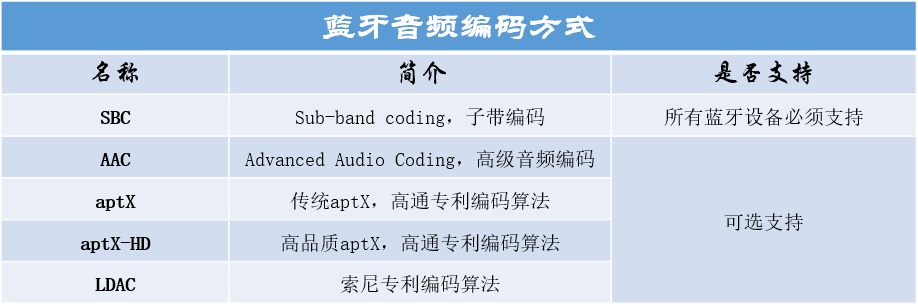 蓝牙音频编码方式
名称 简介 是否支持
SBC Sub-band coding，子带编码 所有蓝牙设备必须支持
AAC Advanced Audio Coding，高级音频编码
aptX 传统aptX，高通专利编码算法
可选支持
aptX-HD 高品质aptX，高通专利编码算法
LDAC 索尼专利编码算法